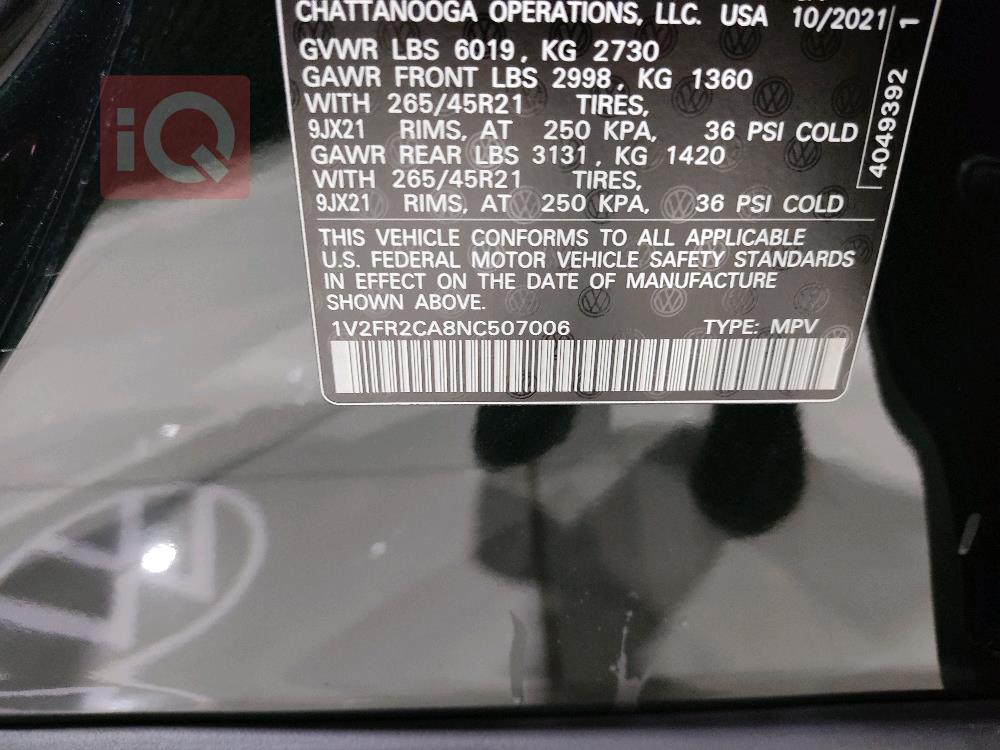 CHATTANOOGA OPERATIONS, LLC. USA 10/2021
GVWR LBS 6019, KG 2730
GAWR FRONT LBS 2998, KG 1360
WITH 265/45R21 TIRES,
9JX21 RIMS, AT 250 KPA, 36 PSI COLD
GAWR REAR LBS 3131, KG 1420
WITH 265/45R21 TIRES,
9JX21 RIMS, AT 250 KPA, 36 PSI COLD
THIS VEHICLE CONFORMS TO ALL APPLICABLE
U.S. FEDERAL MOTOR VEHICLE SAFETY STANDARDS
IN EFFECT ON THE DATE OF MANUFACTURE
SHOWN ABOVE.
1V2FR2CA8NC507006 TYPE: MPV
4049392 1
iQ